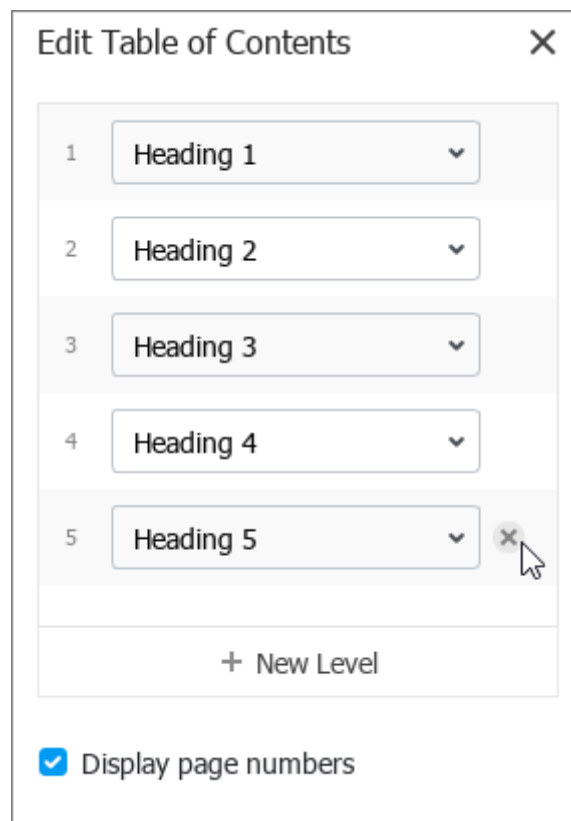 Edit Table of Contents
1 Heading 1
2 Heading 2
3 Heading 3
4 Heading 4
5 Heading 5
+ New Level
Display page numbers